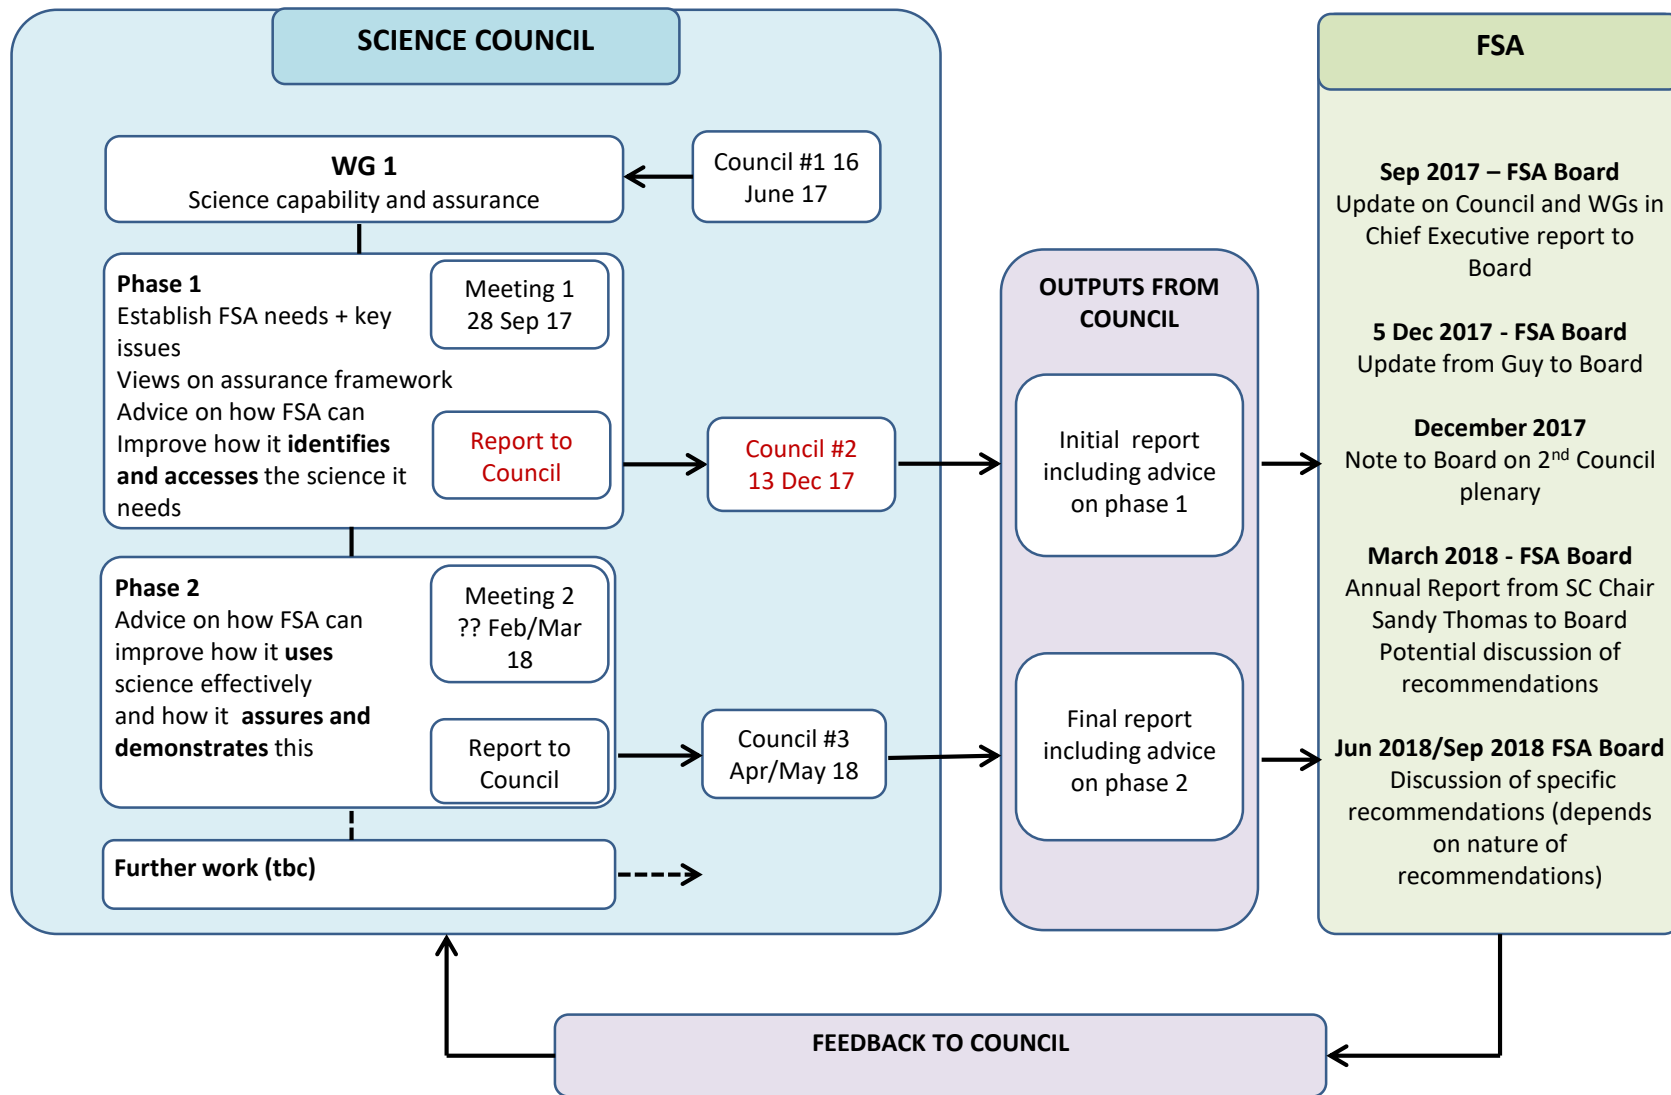 SCIENCE COUNCIL
WG 1
Science capability and assurance
Council #1 16
June 17
Phase 1
Establish FSA needs + key
issues
Views on assurance framework
Advice on how FSA can
Improve how it identifies
and accesses the science it
needs
Meeting 1
28 Sep 17
Report to
Council
Council #2
13 Dec 17
Phase 2
Advice on how FSA can
improve how it uses
science effectively
and how it assures and
demonstrates this
Meeting 2
?? Feb/Mar
18
Report to
Council
Council #3
Apr/May 18
Further work (tbc)
OUTPUTS FROM
COUNCIL
Initial report
including advice
on phase 1
Final report
including advice
on phase 2
FSA
Sep 2017 – FSA Board
Update on Council and WGs in
Chief Executive report to
Board
5 Dec 2017 - FSA Board
Update from Guy to Board
December 2017
Note to Board on 2nd Council
plenary
March 2018 - FSA Board
Annual Report from SC Chair
Sandy Thomas to Board
Potential discussion of
recommendations
Jun 2018/Sep 2018 FSA Board
Discussion of specific
recommendations (depends
on nature of
recommendations)
FEEDBACK TO COUNCIL